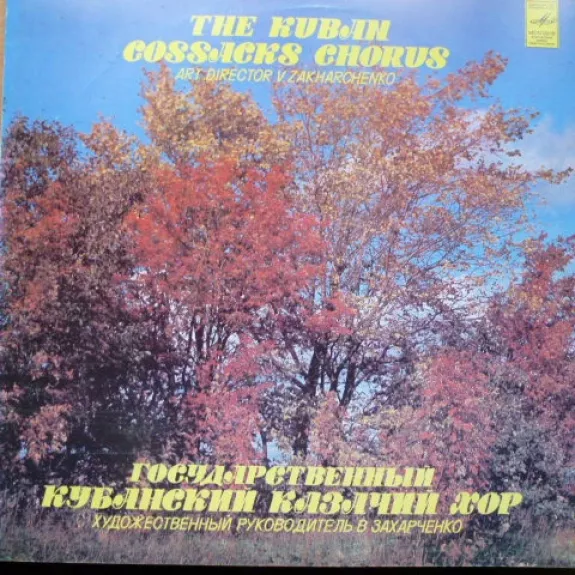 THE KUBAN
COSSACKS CHORUS
ART DIRECTOR V ZAKHARCHENKO
ГОСУДАРСТВЕННЫЙ
КУБАНСКИЙ КАЗАЧИЙ ХОР
ХУДОЖЕСТВЕННЫЙ РУКОВОДИТЕЛЬ В ЗАХАРЧЕНКО